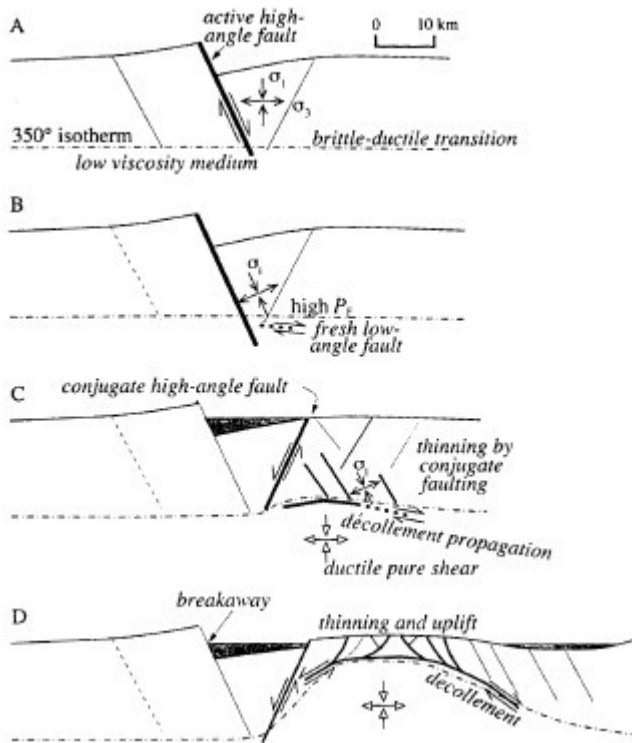 A
active high-
angle fault
0 10 km
σ1
σ3
350° isotherm
brittle-ductile transition
low viscosity medium
B
σ1
high PF
fresh low-
angle fault
conjugate high-angle fault
C
thinning by
conjugate
faulting
σ1
décollement propagation
ductile pure shear
breakaway
D
thinning and uplift
décollement